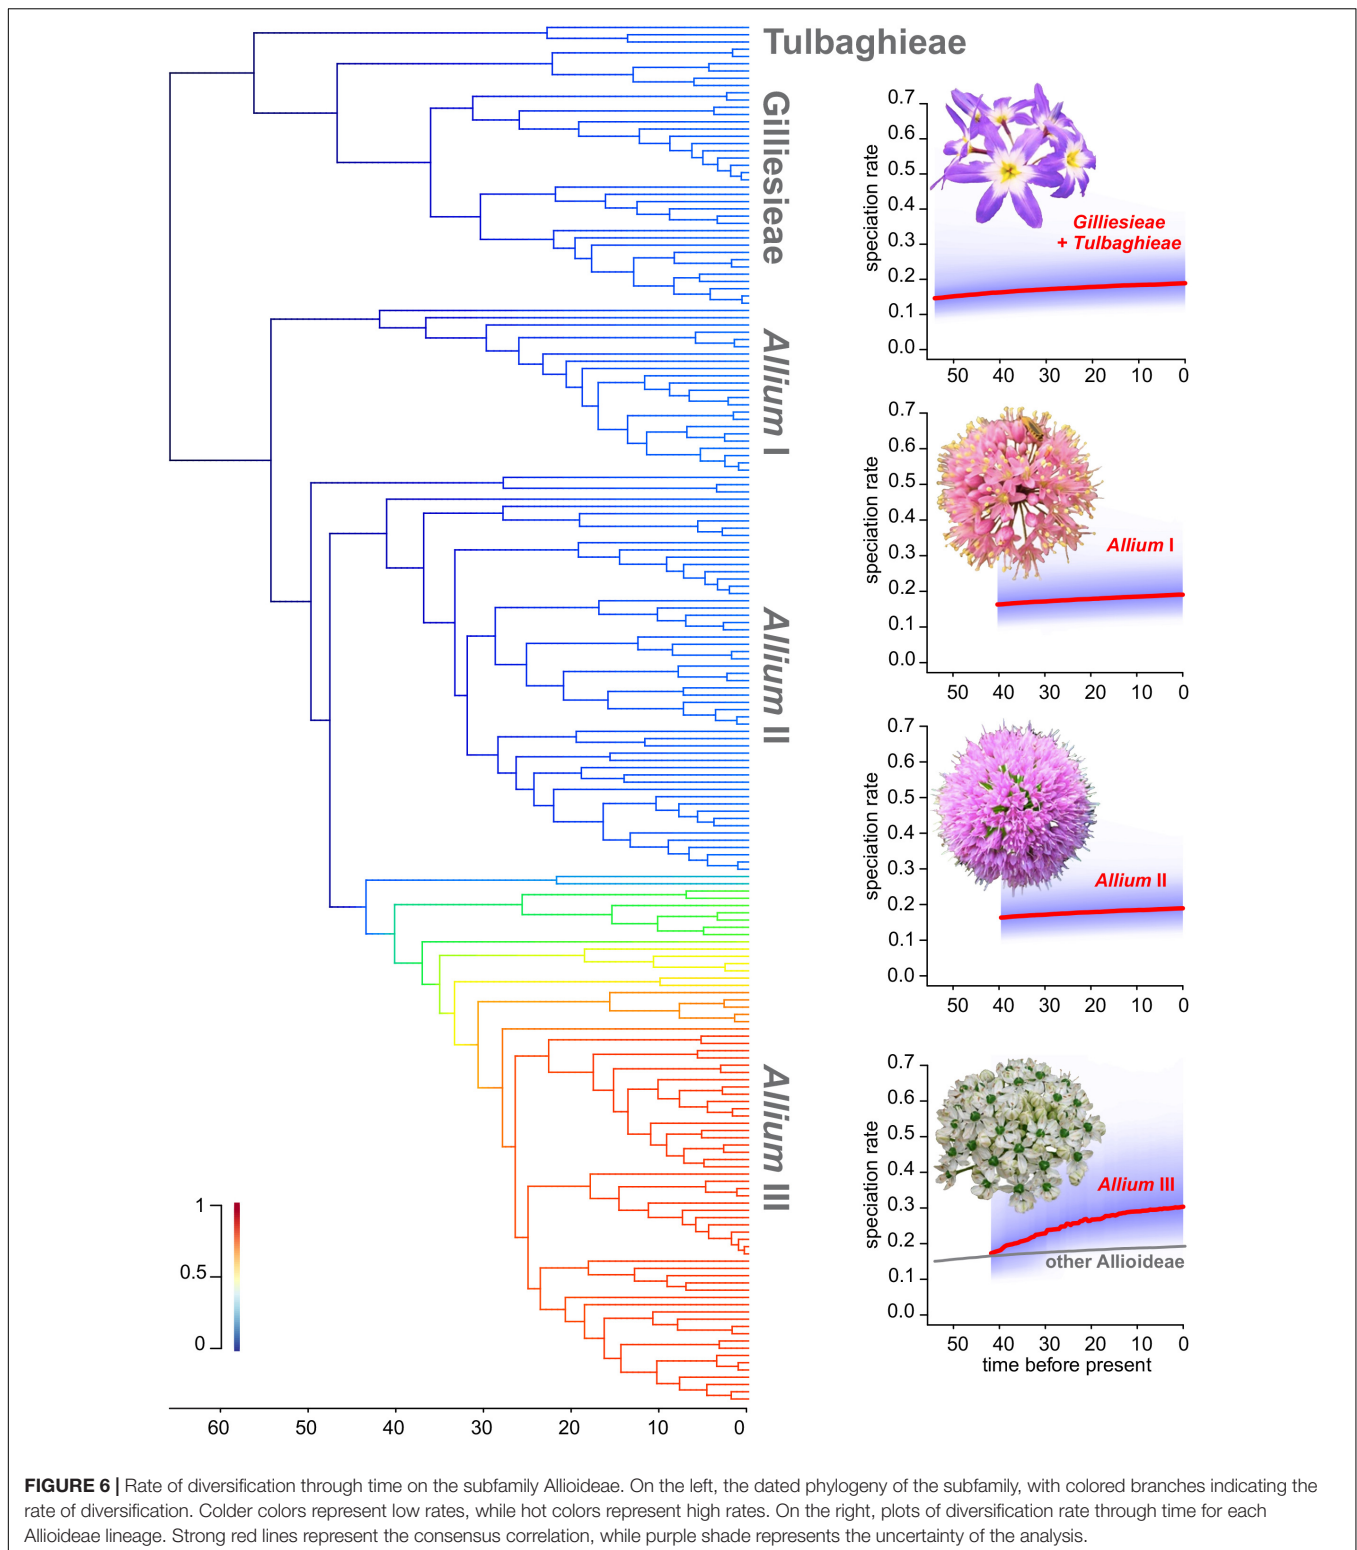 Tulbaghieae
Gilliesieae
Allium I
Allium II
Allium III
1
0.5
0
60 50 40 30 20 10 0
speciation rate
0.7
0.6
0.5
0.4
0.3
0.2
0.1
0.0
Gilliesieae
+ Tulbaghieae
50 40 30 20 10 0
speciation rate
0.7
0.6
0.5
0.4
0.3
0.2
0.1
0.0
Allium I
50 40 30 20 10 0
speciation rate
0.7
0.6
0.5
0.4
0.3
0.2
0.1
0.0
Allium II
50 40 30 20 10 0
speciation rate
0.7
0.6
0.5
0.4
0.3
0.2
0.1
0.0
Allium III
other Allioideae
50 40 30 20 10 0
time before present
FIGURE 6 | Rate of diversification through time on the subfamily Allioideae. On the left, the dated phylogeny of the subfamily, with colored branches indicating the
rate of diversification. Colder colors represent low rates, while hot colors represent high rates. On the right, plots of diversification rate through time for each
Allioideae lineage. Strong red lines represent the consensus correlation, while purple shade represents the uncertainty of the analysis.